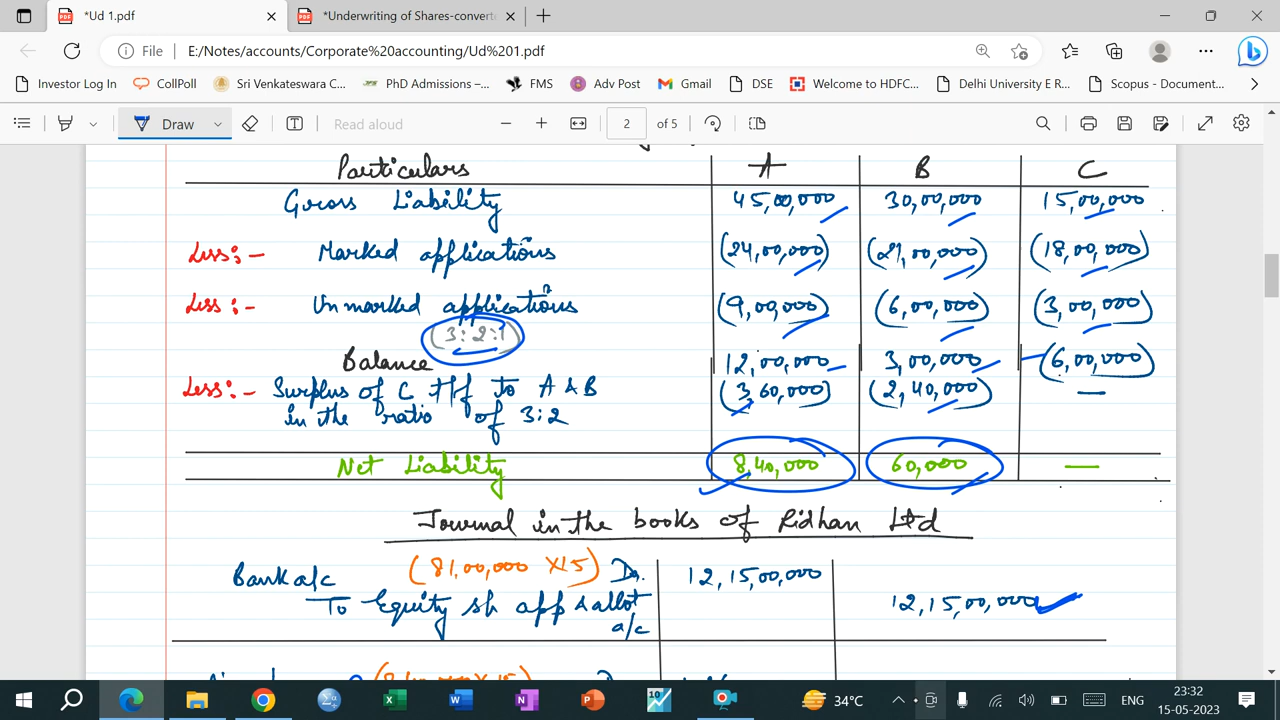 *Ud 1.pdf
*Underwriting of Shares-converte
File E:/Notes/accounts/Corporate%20accounting/Ud%201.pdf
Investor Log In CollPoll Sri Venkateswara C... PhD Admissions –... FMS Adv Post Gmail DSE Welcome to HDFC... Delhi University E R... Scopus - Document...
Draw Read aloud 2 of 5
Particulars A B C
Gross Liability 45,00,000 30,00,000 15,00,000
Less:- Marked applications (24,00,000) (21,00,000) (18,00,000)
Less:- Unmarked applications (9,00,000) (6,00,000) (3,00,000)
(3:2:1)
Balance 12,00,000 3,00,000 (6,00,000)
Less:- Surplus of C tff to A & B (3,60,000) (2,40,000) —
in the ratio of 3:2
Net Liability 8,40,000 60,000 —
Journal in the books of Ridhan Ltd
Bank a/c (81,00,000 X15) Dr. 12,15,00,000
To Equity sh app & allot 12,15,00,000
a/c
34°C ENG 23:32
15-05-2023